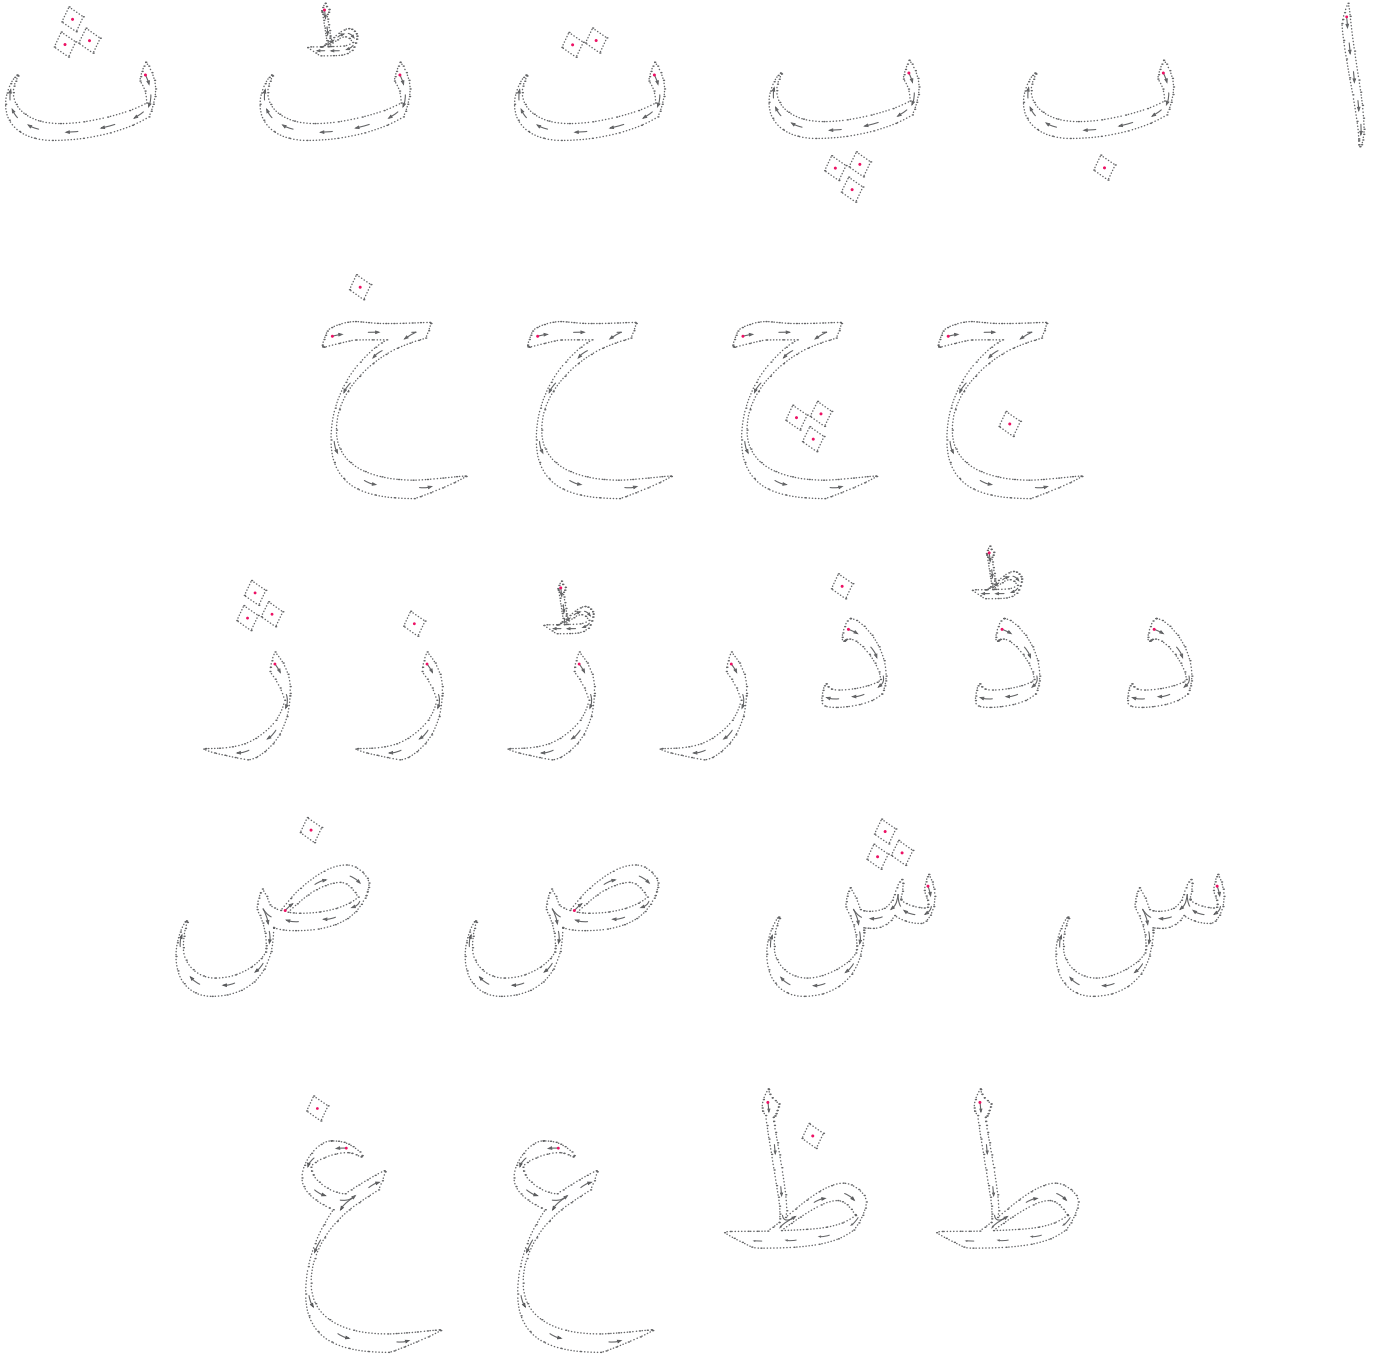 ا ب پ ت ٹ ث
ج چ ح خ
د ڈ ذ ر ڑ ز ژ
س ش ص ض
ط ظ ع غ